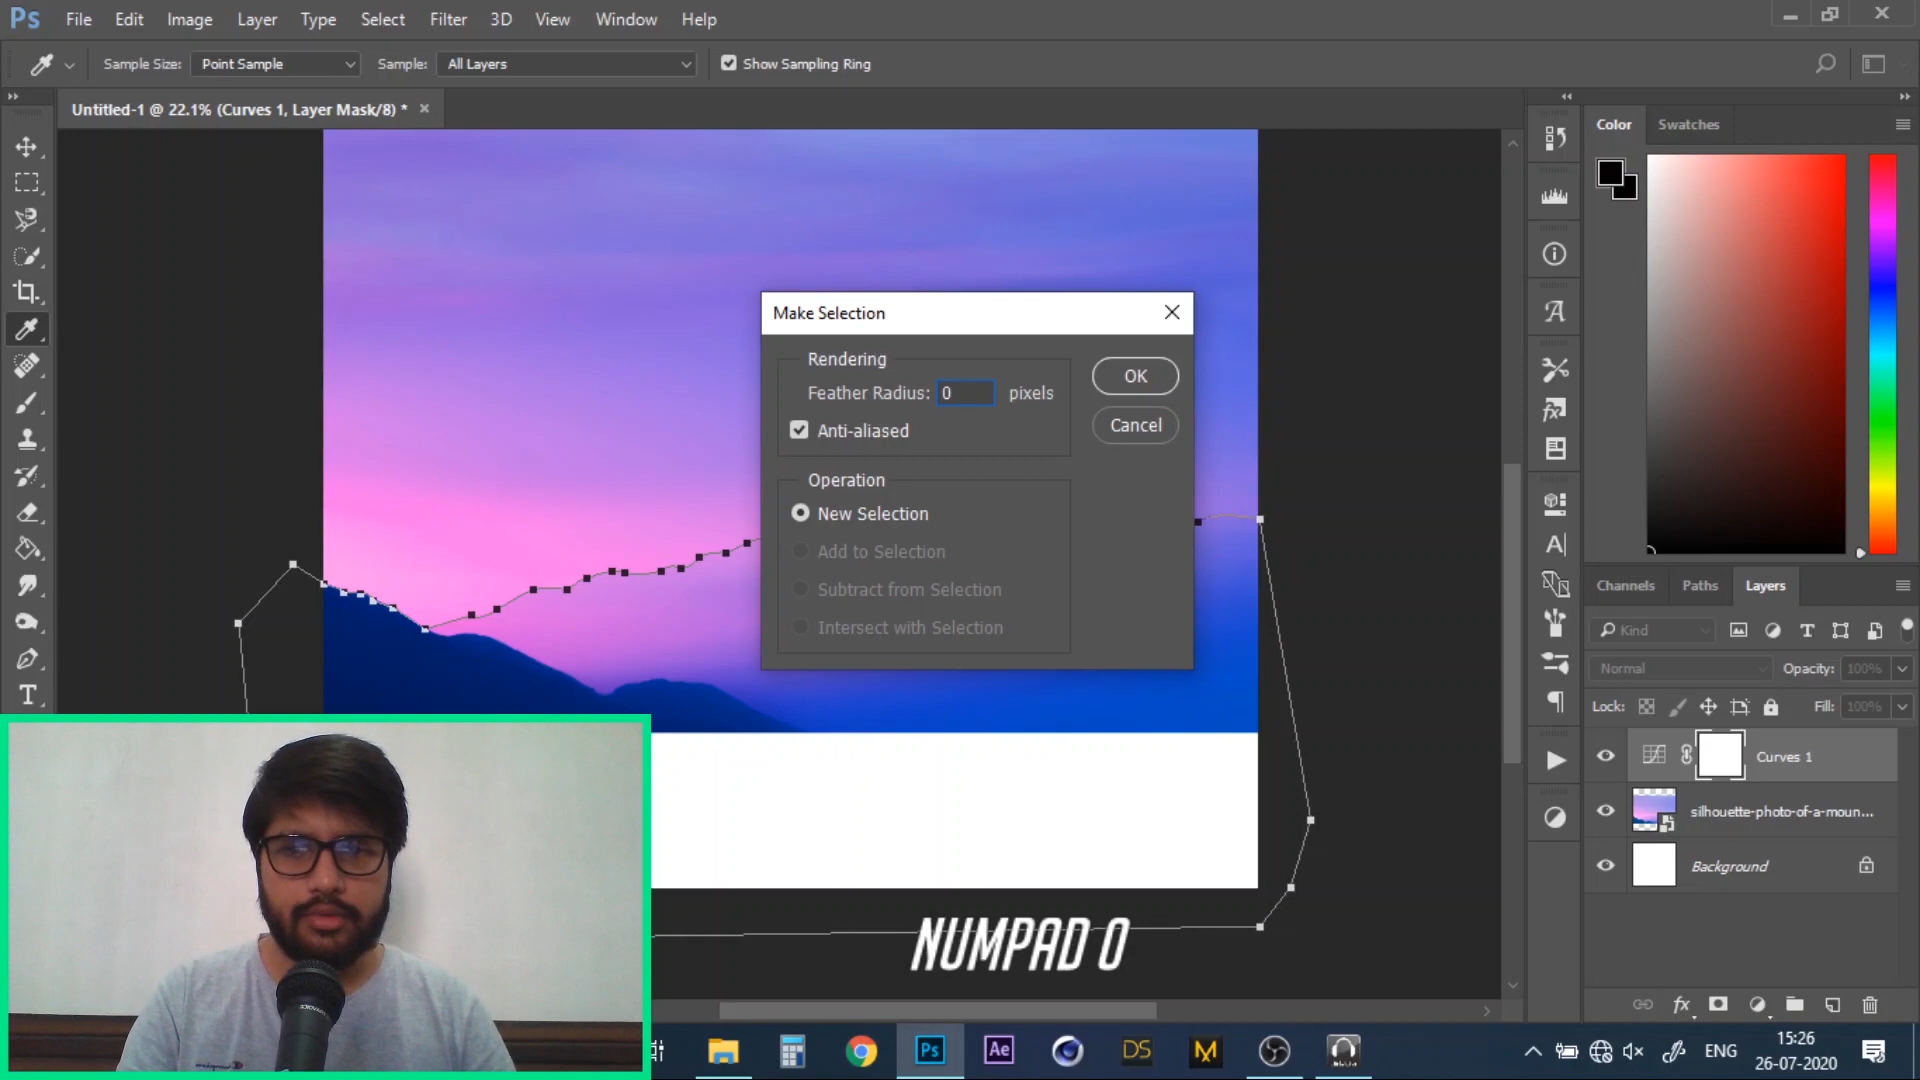 Ps File Edit Image Layer Type Select Filter 3D View Window Help
Sample Size: Point Sample Sample: All Layers Show Sampling Ring
Untitled-1 @ 22.1% (Curves 1, Layer Mask/8) *
Color Swatches
Make Selection
Rendering
Feather Radius: 0 pixels
OK
Anti-aliased
Cancel
Operation
New Selection
Add to Selection
Subtract from Selection
Intersect with Selection
Channels Paths Layers
Kind
Normal Opacity: 100%
Lock: Fill: 100%
Curves 1
silhouette-photo-of-a-moun...
Background
NUMPAD 0
Ps Ae DS M ENG
15:26
26-07-2020